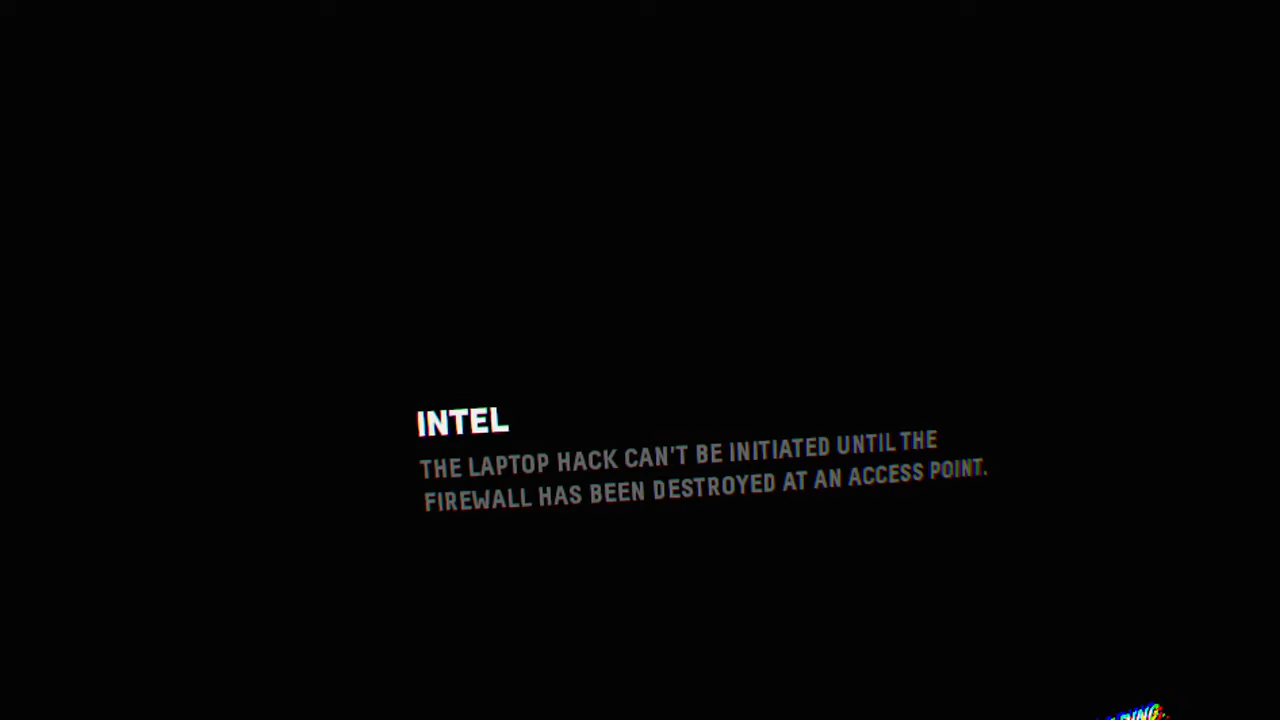 INTEL
THE LAPTOP HACK CAN'T BE INITIATED UNTIL THE
FIREWALL HAS BEEN DESTROYED AT AN ACCESS POINT.